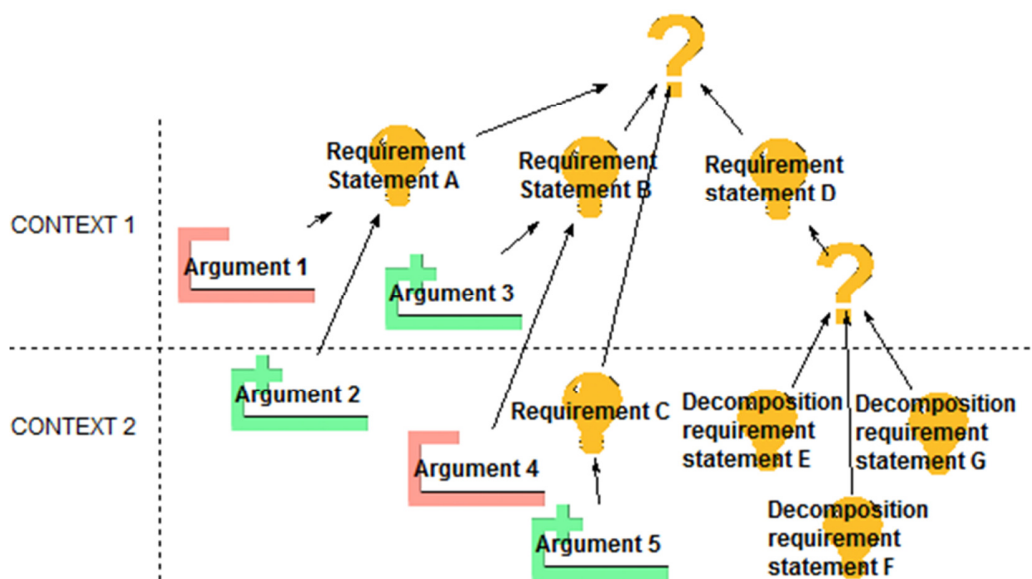 ?
Requirement
Statement A
Requirement
Statement B
Requirement
statement D
CONTEXT 1
Argument 1
Argument 3
?
Argument 2
Requirement C
CONTEXT 2
Decomposition
requirement
statement E
Decomposition
requirement
statement G
Argument 4
Decomposition
requirement
statement F
Argument 5